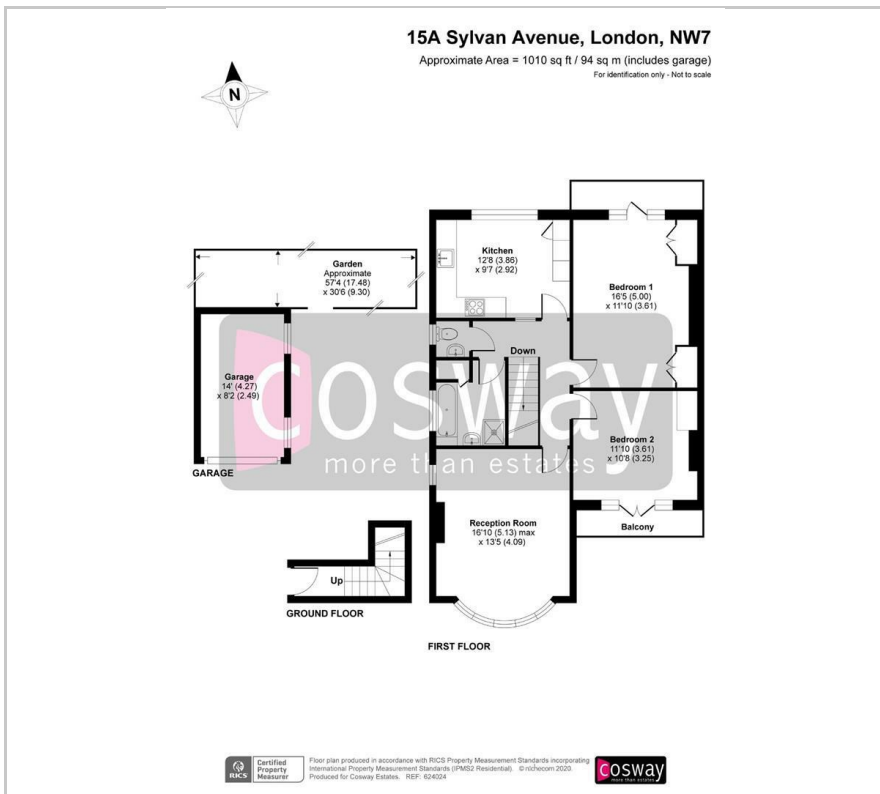 15A Sylvan Avenue, London, NW7
Approximate Area = 1010 sq ft / 94 sq m (includes garage)
For identification only - Not to scale
N
Kitchen
12'8 (3.86)
x 9'7 (2.92)
Garden
Approximate
57'4 (17.48)
x 30'6 (9.30)
Bedroom 1
16'5 (5.00)
x 11'10 (3.61)
Down
Garage
14' (4.27)
x 8'2 (2.49)
GARAGE
cosway
more than estates
Bedroom 2
11'10 (3.61)
x 10'8 (3.25)
Balcony
Reception Room
16'10 (5.13) max
x 13'5 (4.09)
Up
GROUND FLOOR
FIRST FLOOR
RICS
Certified
Property
Measurer
Floor plan produced in accordance with RICS Property Measurement Standards incorporating
International Property Measurement Standards (IPMS2 Residential). © nichecom 2020.
Produced for Cosway Estates. REF: 624024
cosway
more than estates